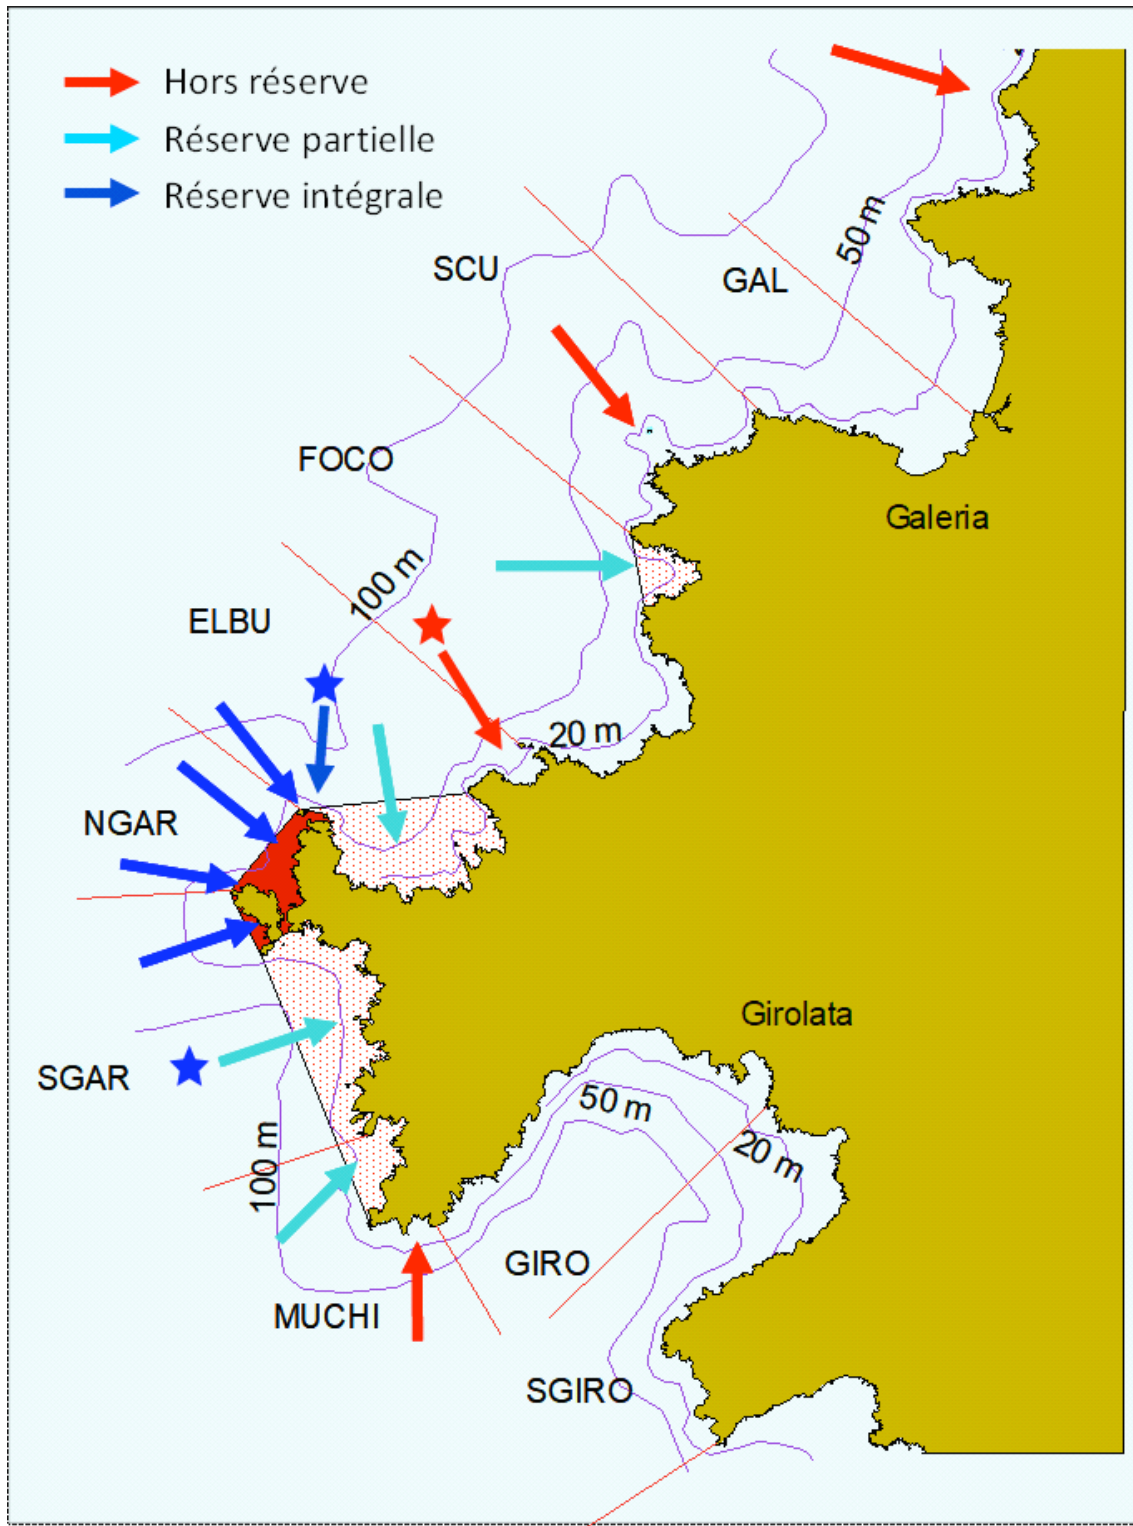 Hors réserve
Réserve partielle
Réserve intégrale
50 m
SCU
GAL
FOCO
Galeria
100 m
ELBU
20 m
NGAR
Girolata
SGAR
50 m
100 m
20 m
GIRO
MUCHI
SGIRO